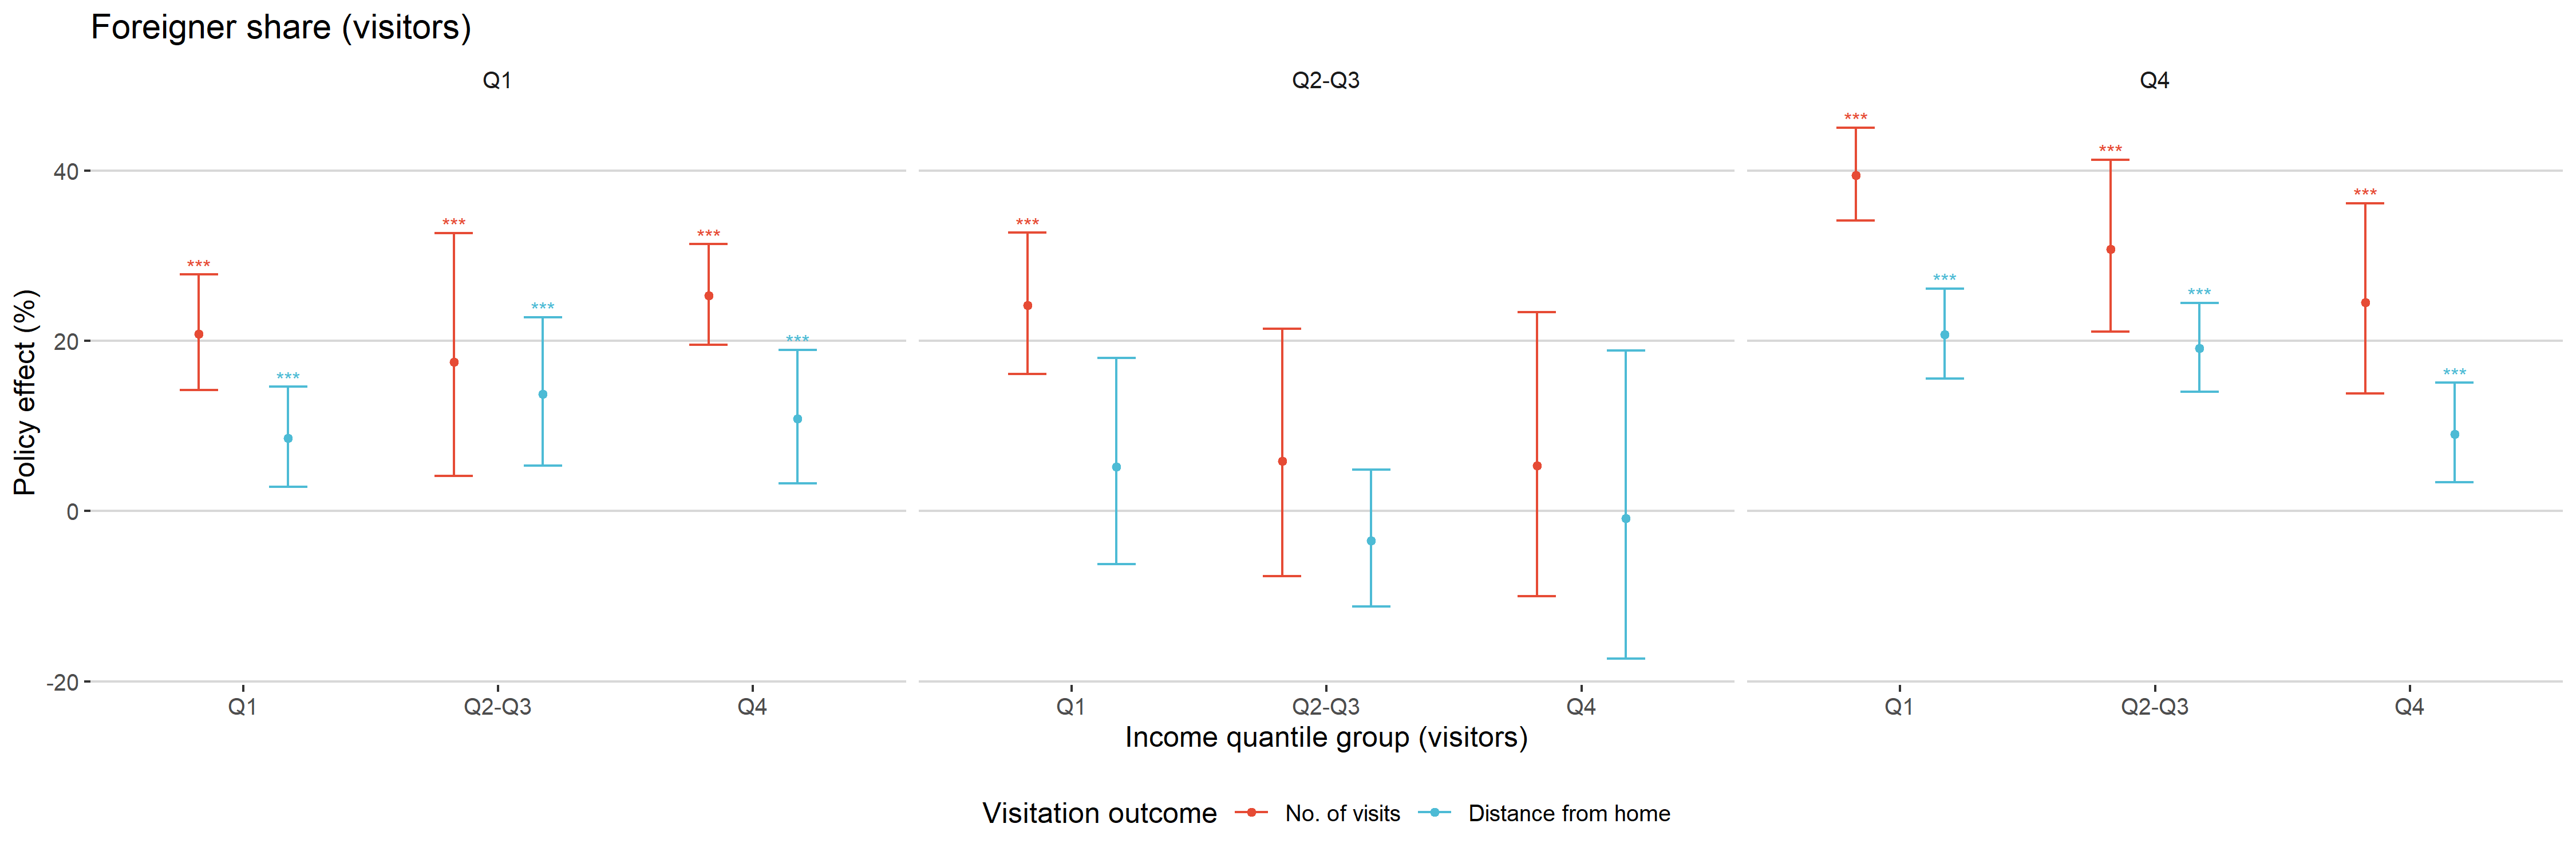 Foreigner share (visitors)
Q1 Q2-Q3 Q4
Policy effect (%)
40
20
0
-20
*** *** *** *** *** ***
***
*** *** *** *** *** ***
Q1 Q2-Q3 Q4 Q1 Q2-Q3 Q4 Q1 Q2-Q3 Q4
Income quantile group (visitors)
Visitation outcome No. of visits Distance from home